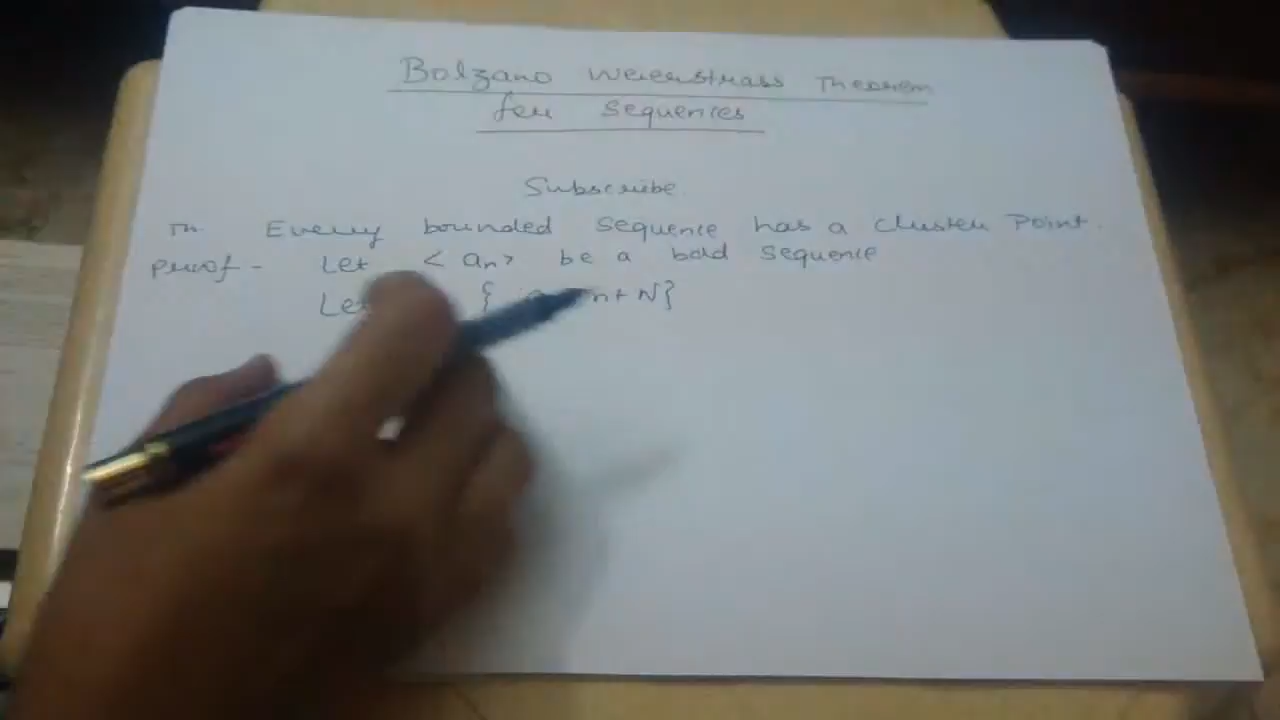 Bolzano Weierstrass Theorem
for Sequences
Subscribe
Th. Every bounded Sequence has a Cluster Point.
Proof - Let < an > be a bdd Sequence
Let { n ∈ N}